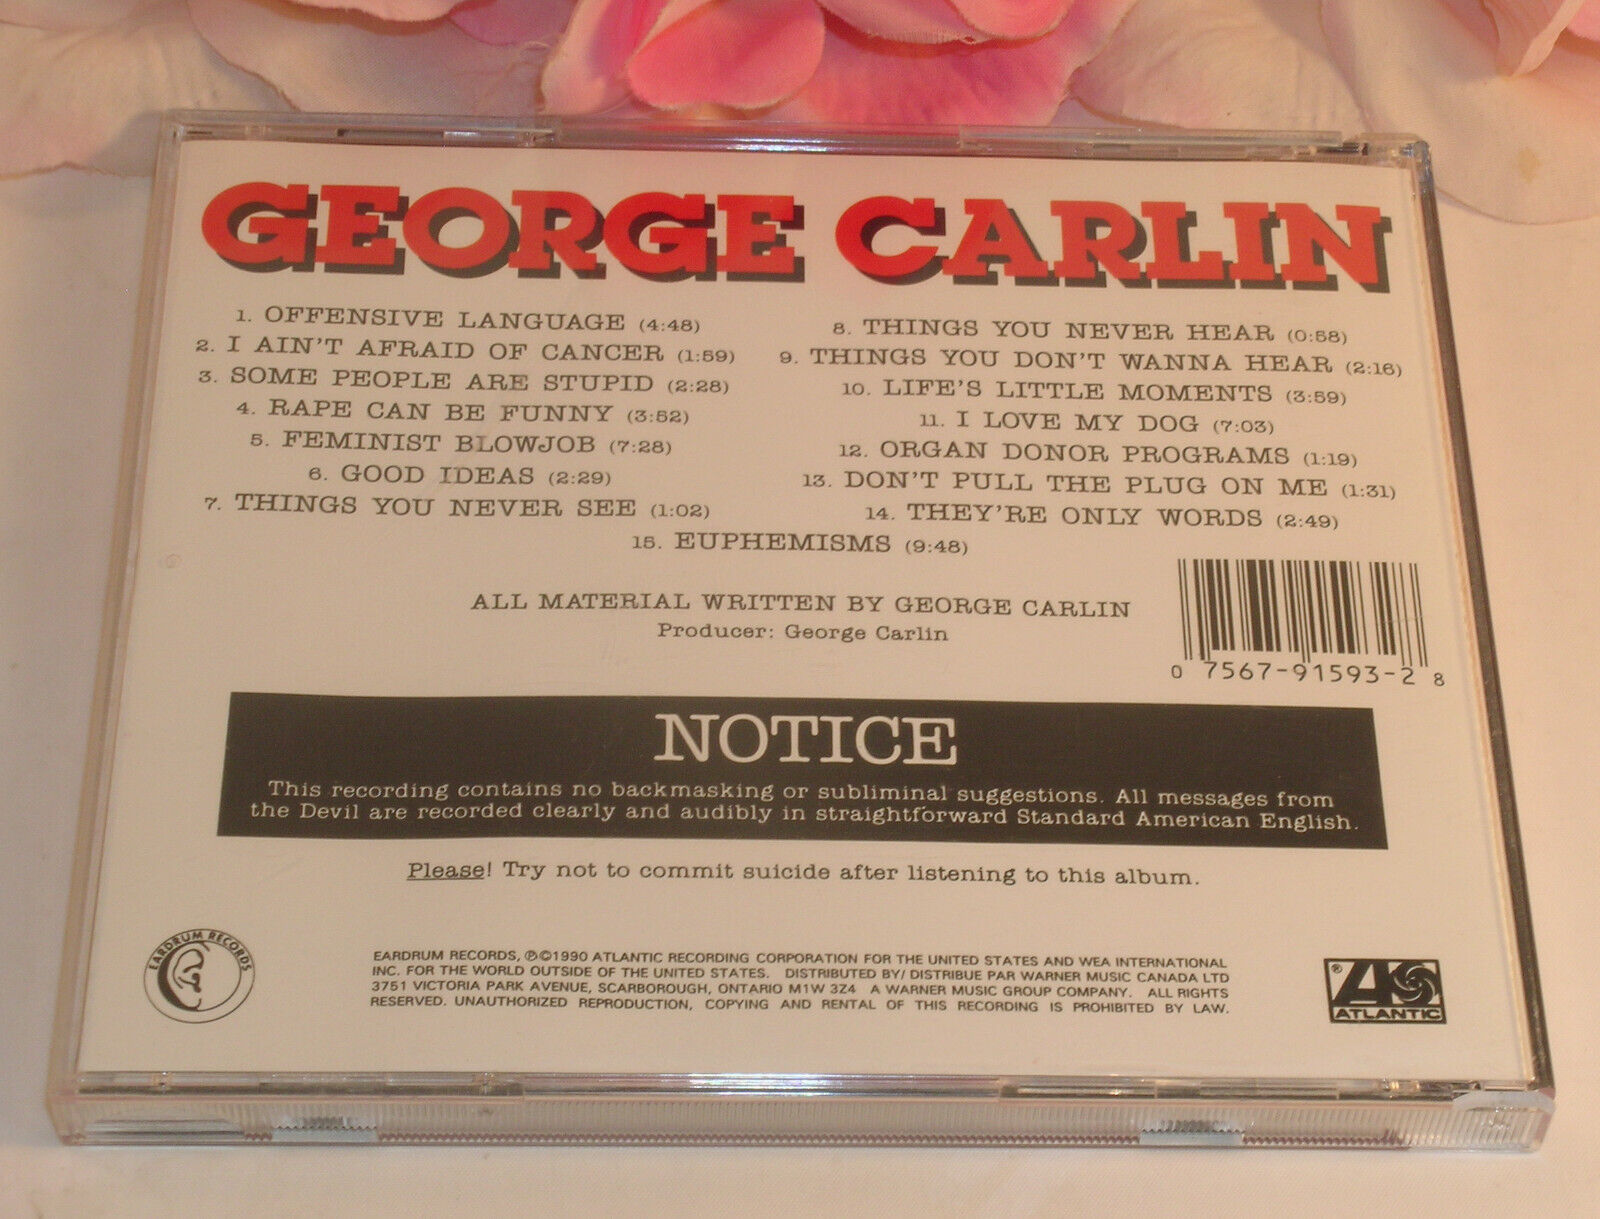 GEORGE CARLIN
1. OFFENSIVE LANGUAGE (4:48)
2. I AIN'T AFRAID OF CANCER (1:59)
3. SOME PEOPLE ARE STUPID (2:28)
4. RAPE CAN BE FUNNY (3:52)
5. FEMINIST BLOWJOB (7:28)
6. GOOD IDEAS (2:29)
7. THINGS YOU NEVER SEE (1:02)
8. THINGS YOU NEVER HEAR (0:58)
9. THINGS YOU DON'T WANNA HEAR (2:16)
10. LIFE'S LITTLE MOMENTS (3:59)
11. I LOVE MY DOG (7:03)
12. ORGAN DONOR PROGRAMS (1:19)
13. DON'T PULL THE PLUG ON ME (1:31)
14. THEY'RE ONLY WORDS (2:49)
15. EUPHEMISMS (9:48)
ALL MATERIAL WRITTEN BY GEORGE CARLIN
Producer: George Carlin
0 7567-91593-2 8
NOTICE
This recording contains no backmasking or subliminal suggestions. All messages from
the Devil are recorded clearly and audibly in straightforward Standard American English.
Please! Try not to commit suicide after listening to this album.
EARDRUM RECORDS
EARDRUM RECORDS, ℗©1990 ATLANTIC RECORDING CORPORATION FOR THE UNITED STATES AND WEA INTERNATIONAL
INC. FOR THE WORLD OUTSIDE OF THE UNITED STATES. DISTRIBUTED BY/ DISTRIBUE PAR WARNER MUSIC CANADA LTD
3751 VICTORIA PARK AVENUE, SCARBOROUGH, ONTARIO M1W 3Z4 A WARNER MUSIC GROUP COMPANY. ALL RIGHTS
RESERVED. UNAUTHORIZED REPRODUCTION, COPYING AND RENTAL OF THIS RECORDING IS PROHIBITED BY LAW.
® A
ATLANTIC